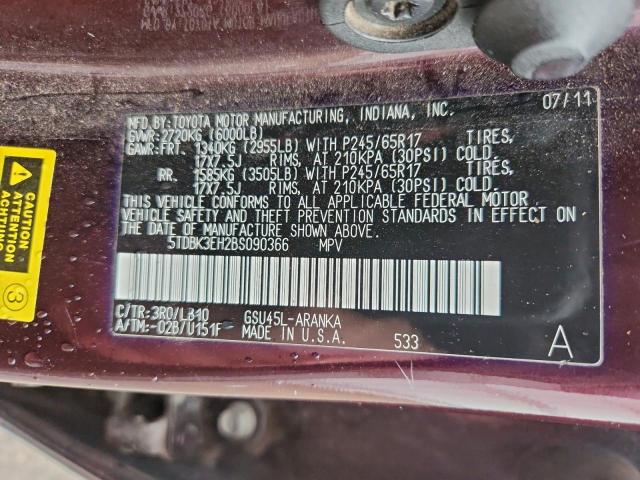 07/11
MFD.BY:TOYOTA MOTOR MANUFACTURING, INDIANA, INC.
GVWR: 2720KG (6000LB)
GAWR:FRT. 1340KG (2955LB) WITH P245/65R17 TIRES,
17X7.5J RIMS, AT 210KPA (30PSI) COLD.
RR. 1585KG (3505LB) WITH P245/65R17 TIRES,
17X7.5J RIMS, AT 210KPA (30PSI) COLD.
THIS VEHICLE CONFORMS TO ALL APPLICABLE FEDERAL MOTOR
VEHICLE SAFETY AND THEFT PREVENTION STANDARDS IN EFFECT ON
THE DATE OF MANUFACTURE SHOWN ABOVE.
5TDBK3EH2BS090366 MPV
C/TR:3R0/LB10 GSU45L-ARANKA
A/TM:-02B/U151F MADE IN U.S.A. 533 A
CAUTION
ATTENTION
ACHTUNG
3